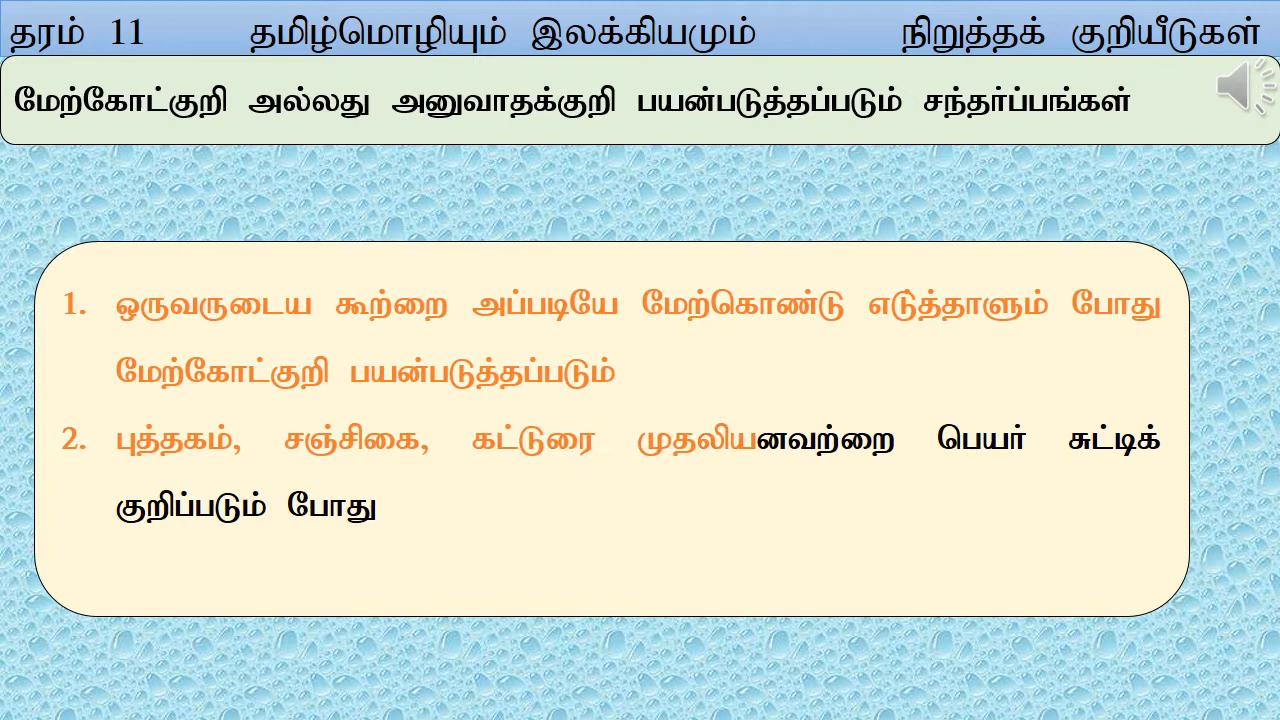 தரம் 11 தமிழ்மொழியும் இலக்கியமும் நிறுத்தக் குறியீடுகள்
மேற்கோட்குறி அல்லது அனுவாதக்குறி பயன்படுத்தப்படும் சந்தர்ப்பங்கள்
1. ஒருவருடைய கூற்றை அப்படியே மேற்கொண்டு எடுத்தாளும் போது
மேற்கோட்குறி பயன்படுத்தப்படும்
2. புத்தகம், சஞ்சிகை, கட்டுரை முதலியனவற்றை பெயர் சுட்டிக்
குறிப்படும் போது